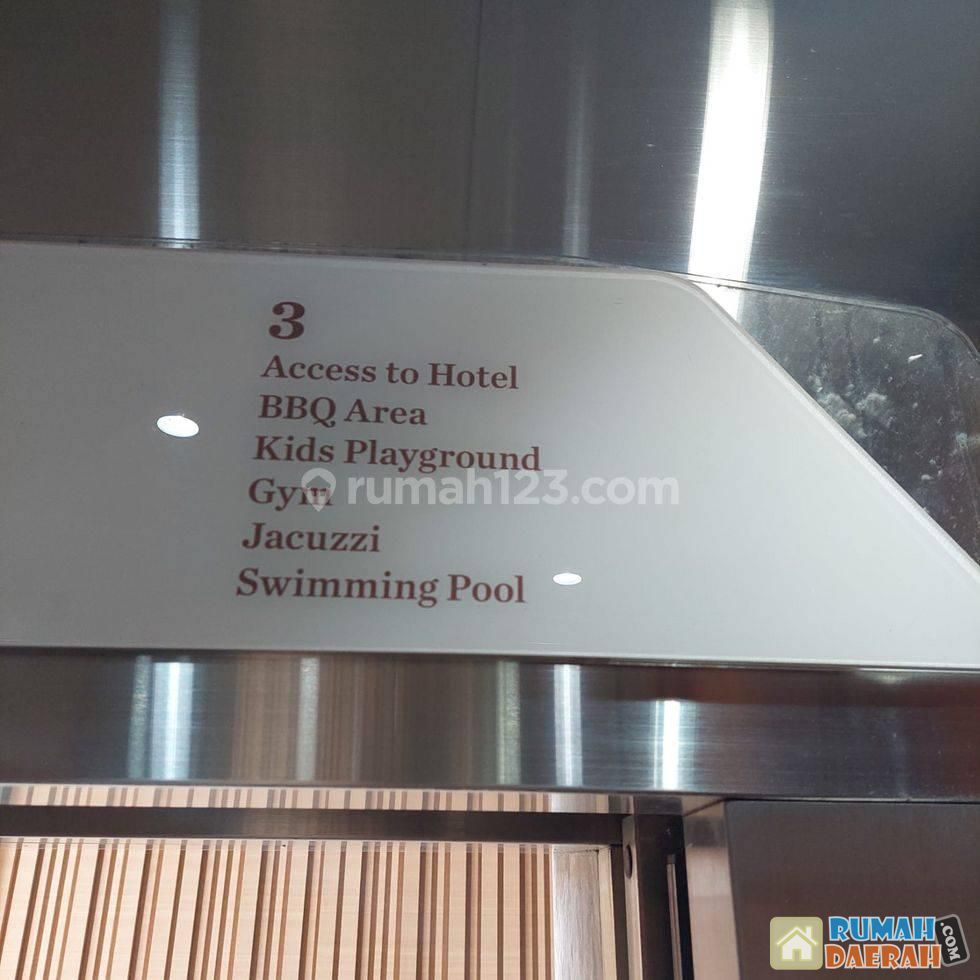 3
Access to Hotel
BBQ Area
Kids Playground
Gym
rumah123.com
Jacuzzi
Swimming Pool
RUMAH
DAERAH
.COM